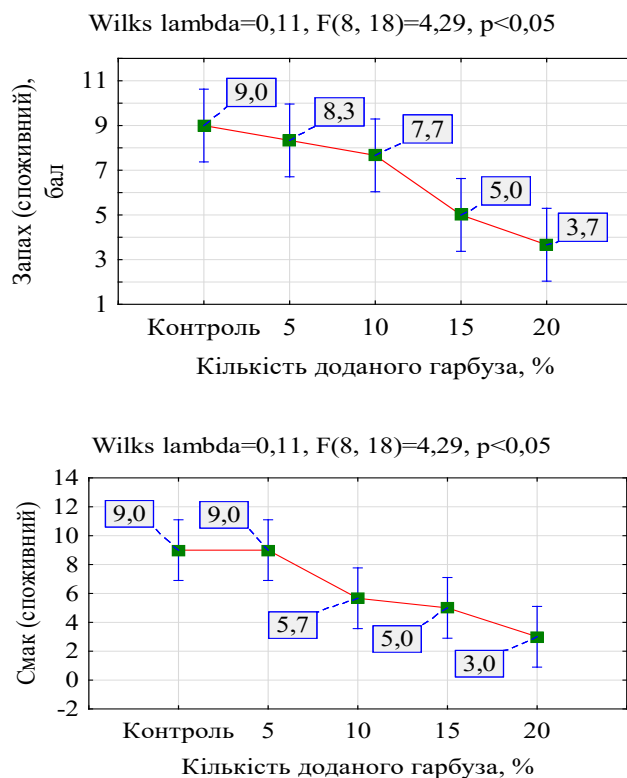 Wilks lambda=0,11, F(8, 18)=4,29, p<0,05
Запах (споживний),
бал
11
9
7
5
3
1
9,0
8,3
7,7
5,0
3,7
Контроль 5 10 15 20
Кількість доданого гарбуза, %
Wilks lambda=0,11, F(8, 18)=4,29, p<0,05
Смак (споживний)
14
12
10
8
6
4
2
0
-2
9,0
9,0
5,7
5,0
3,0
Контроль 5 10 15 20
Кількість доданого гарбуза, %